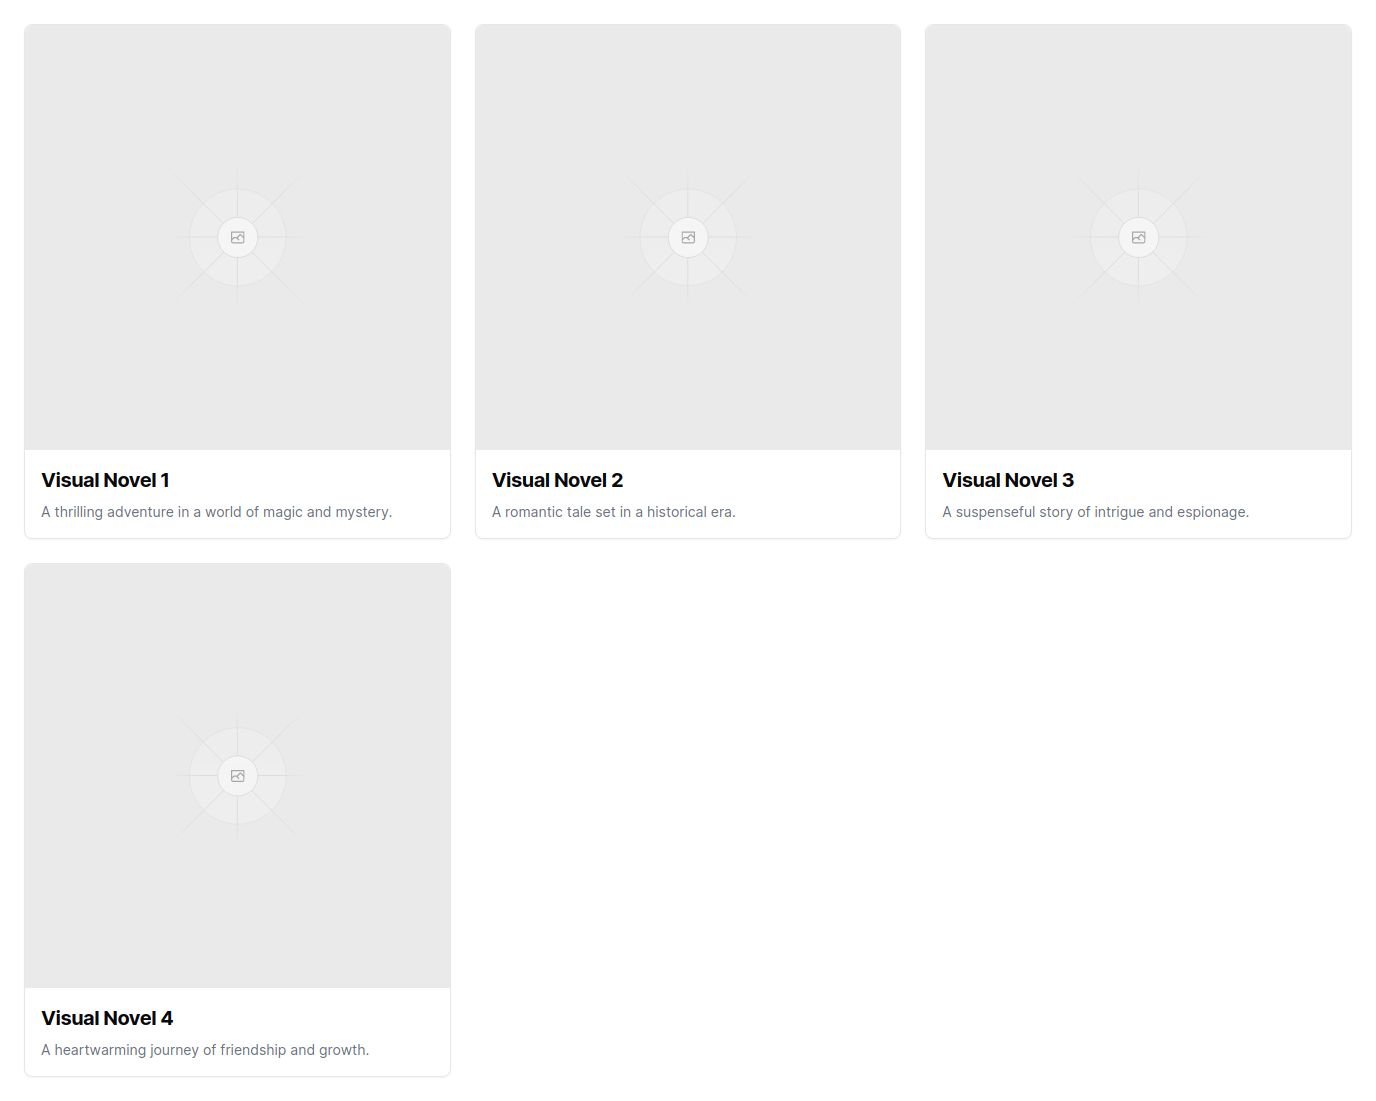 Visual Novel 1
A thrilling adventure in a world of magic and mystery.
Visual Novel 2
A romantic tale set in a historical era.
Visual Novel 3
A suspenseful story of intrigue and espionage.
Visual Novel 4
A heartwarming journey of friendship and growth.